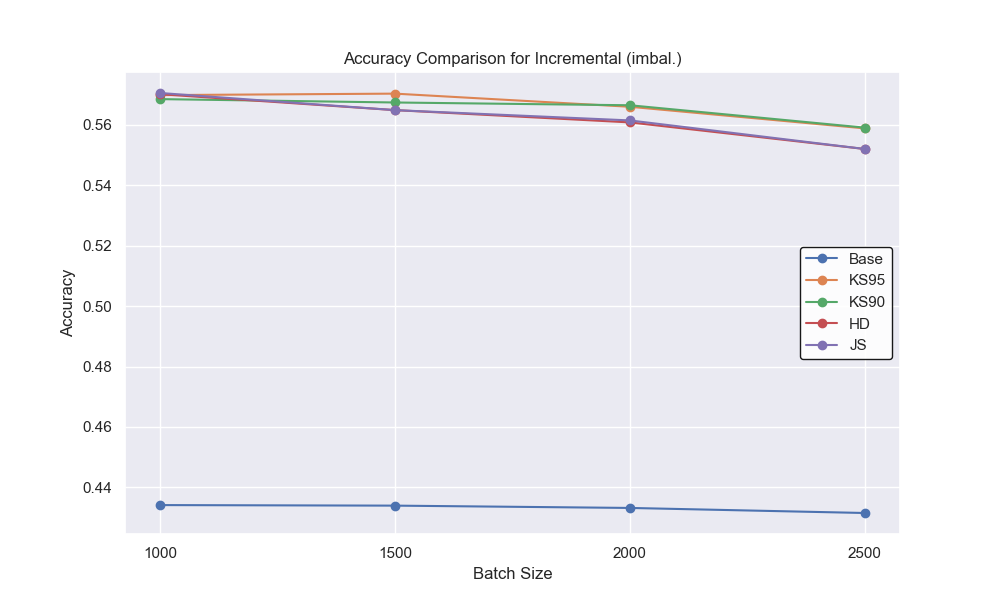 Accuracy Comparison for Incremental (imbal.)
Accuracy
0.56
0.54
0.52
0.50
0.48
0.46
0.44
Base
KS95
KS90
HD
JS
1000 1500 2000 2500
Batch Size